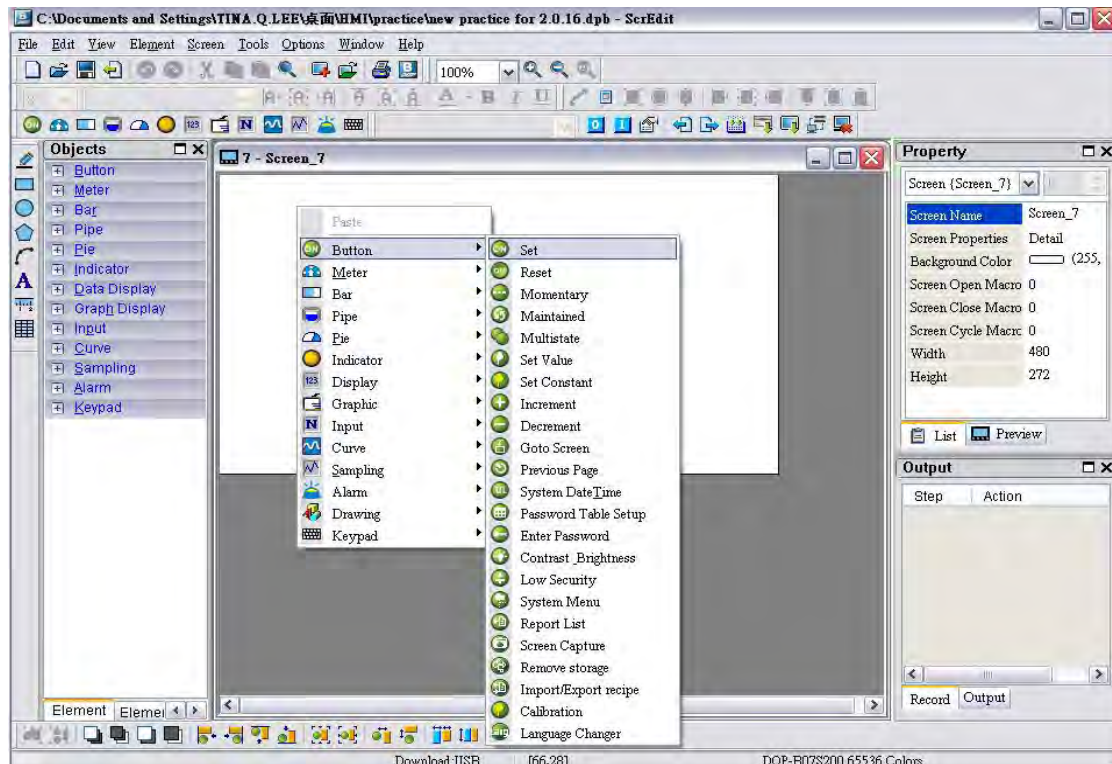 C:\Documents and Settings\TINA.Q.LEE\桌面\HMI\practice\new practice for 2.0.16.dpb - ScrEdit
File Edit View Element Screen Tools Options Window Help
100%
Objects
Button
Meter
Bar
Pipe
Pie
Indicator
Data Display
Graph Display
Input
Curve
Sampling
Alarm
Keypad
Element
7 - Screen_7
Paste
Button
Meter
Bar
Pipe
Pie
Indicator
Display
Graphic
Input
Curve
Sampling
Alarm
Drawing
Keypad
Set
Reset
Momentary
Maintained
Multistate
Set Value
Set Constant
Increment
Decrement
Goto Screen
Previous Page
System DateTime
Password Table Setup
Enter Password
Contrast_Brightness
Low Security
System Menu
Report List
Screen Capture
Remove storage
Import/Export recipe
Calibration
Language Changer
Property
Screen {Screen_7}
Screen Name Screen_7
Screen Properties Detail
Background Color (255,
Screen Open Macro 0
Screen Close Macro 0
Screen Cycle Macrc 0
Width 480
Height 272
List Preview
Output
Step Action
Record Output
Download:USB [66,28] DOP-B07S200 65536 Colors